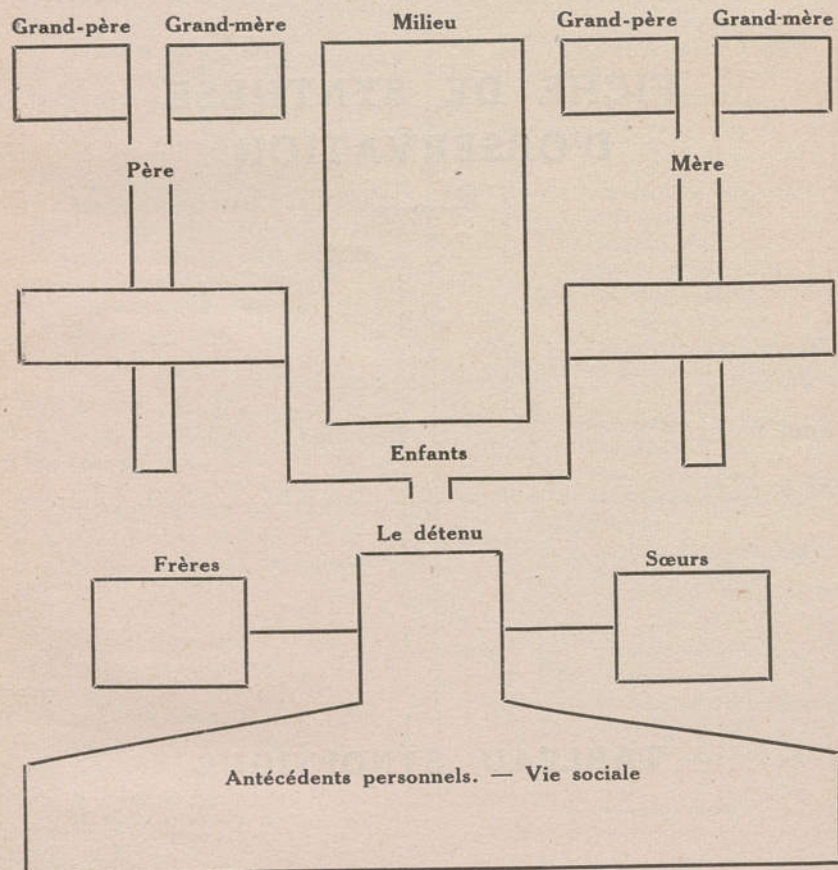 Grand-père Grand-mère Milieu Grand-père Grand-mère
Père Mère
Enfants
Le détenu
Frères Sœurs
Antécédents personnels. — Vie sociale